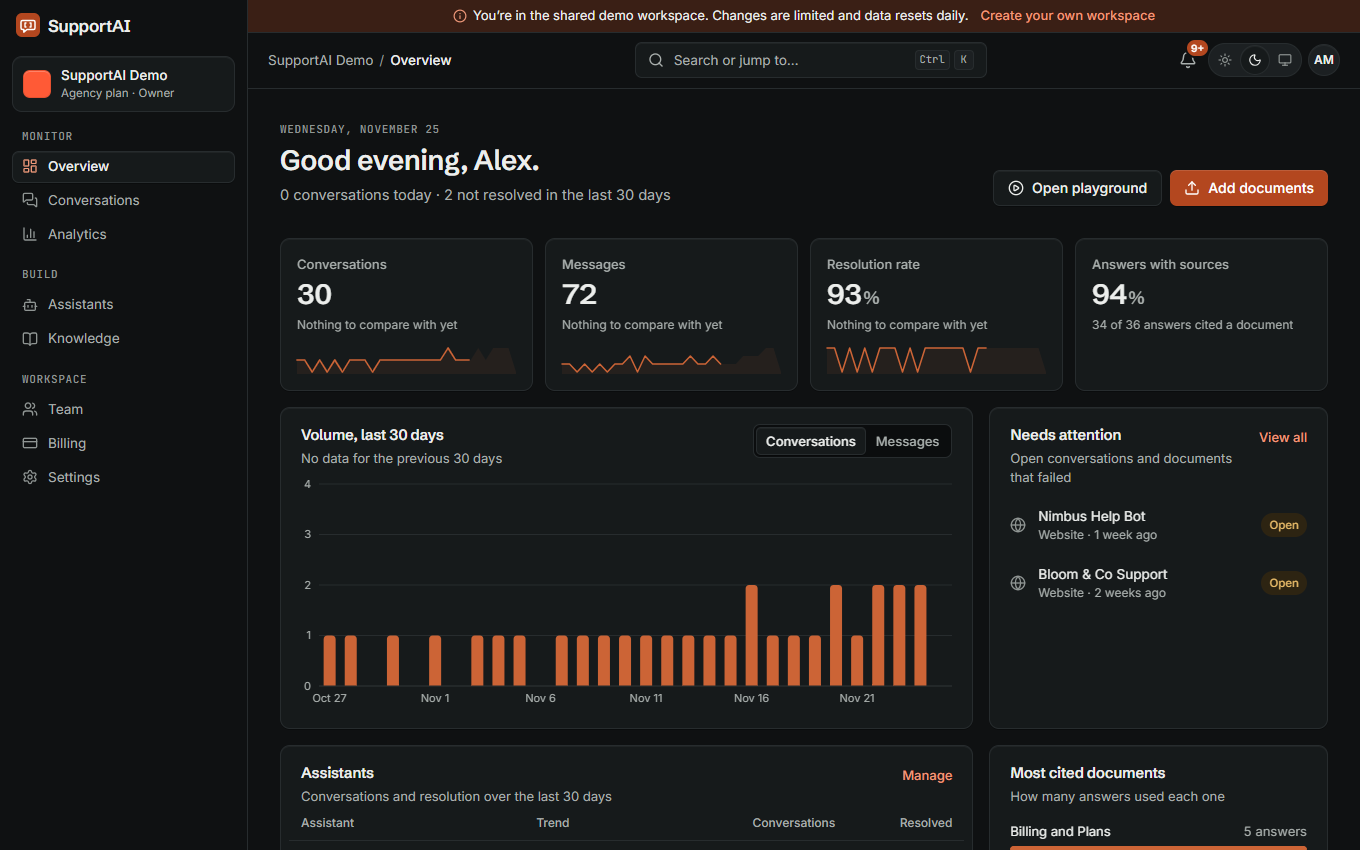 SupportAI
SupportAI Demo
Agency plan · Owner
MONITOR
Overview
Conversations
Analytics
BUILD
Assistants
Knowledge
WORKSPACE
Team
Billing
Settings
You're in the shared demo workspace. Changes are limited and data resets daily. Create your own workspace
SupportAI Demo / Overview
Search or jump to...
Ctrl K
9+
AM
WEDNESDAY, NOVEMBER 25
Good evening, Alex.
0 conversations today · 2 not resolved in the last 30 days
Open playground
Add documents
Conversations
30
Nothing to compare with yet
Messages
72
Nothing to compare with yet
Resolution rate
93%
Nothing to compare with yet
Answers with sources
94%
34 of 36 answers cited a document
Volume, last 30 days
No data for the previous 30 days
Conversations Messages
4
3
2
1
0
Oct 27 Nov 1 Nov 6 Nov 11 Nov 16 Nov 21
Needs attention
View all
Open conversations and documents
that failed
Nimbus Help Bot
Website · 1 week ago
Open
Bloom & Co Support
Website · 2 weeks ago
Open
Assistants
Manage
Conversations and resolution over the last 30 days
Assistant Trend Conversations Resolved
Most cited documents
How many answers used each one
Billing and Plans 5 answers